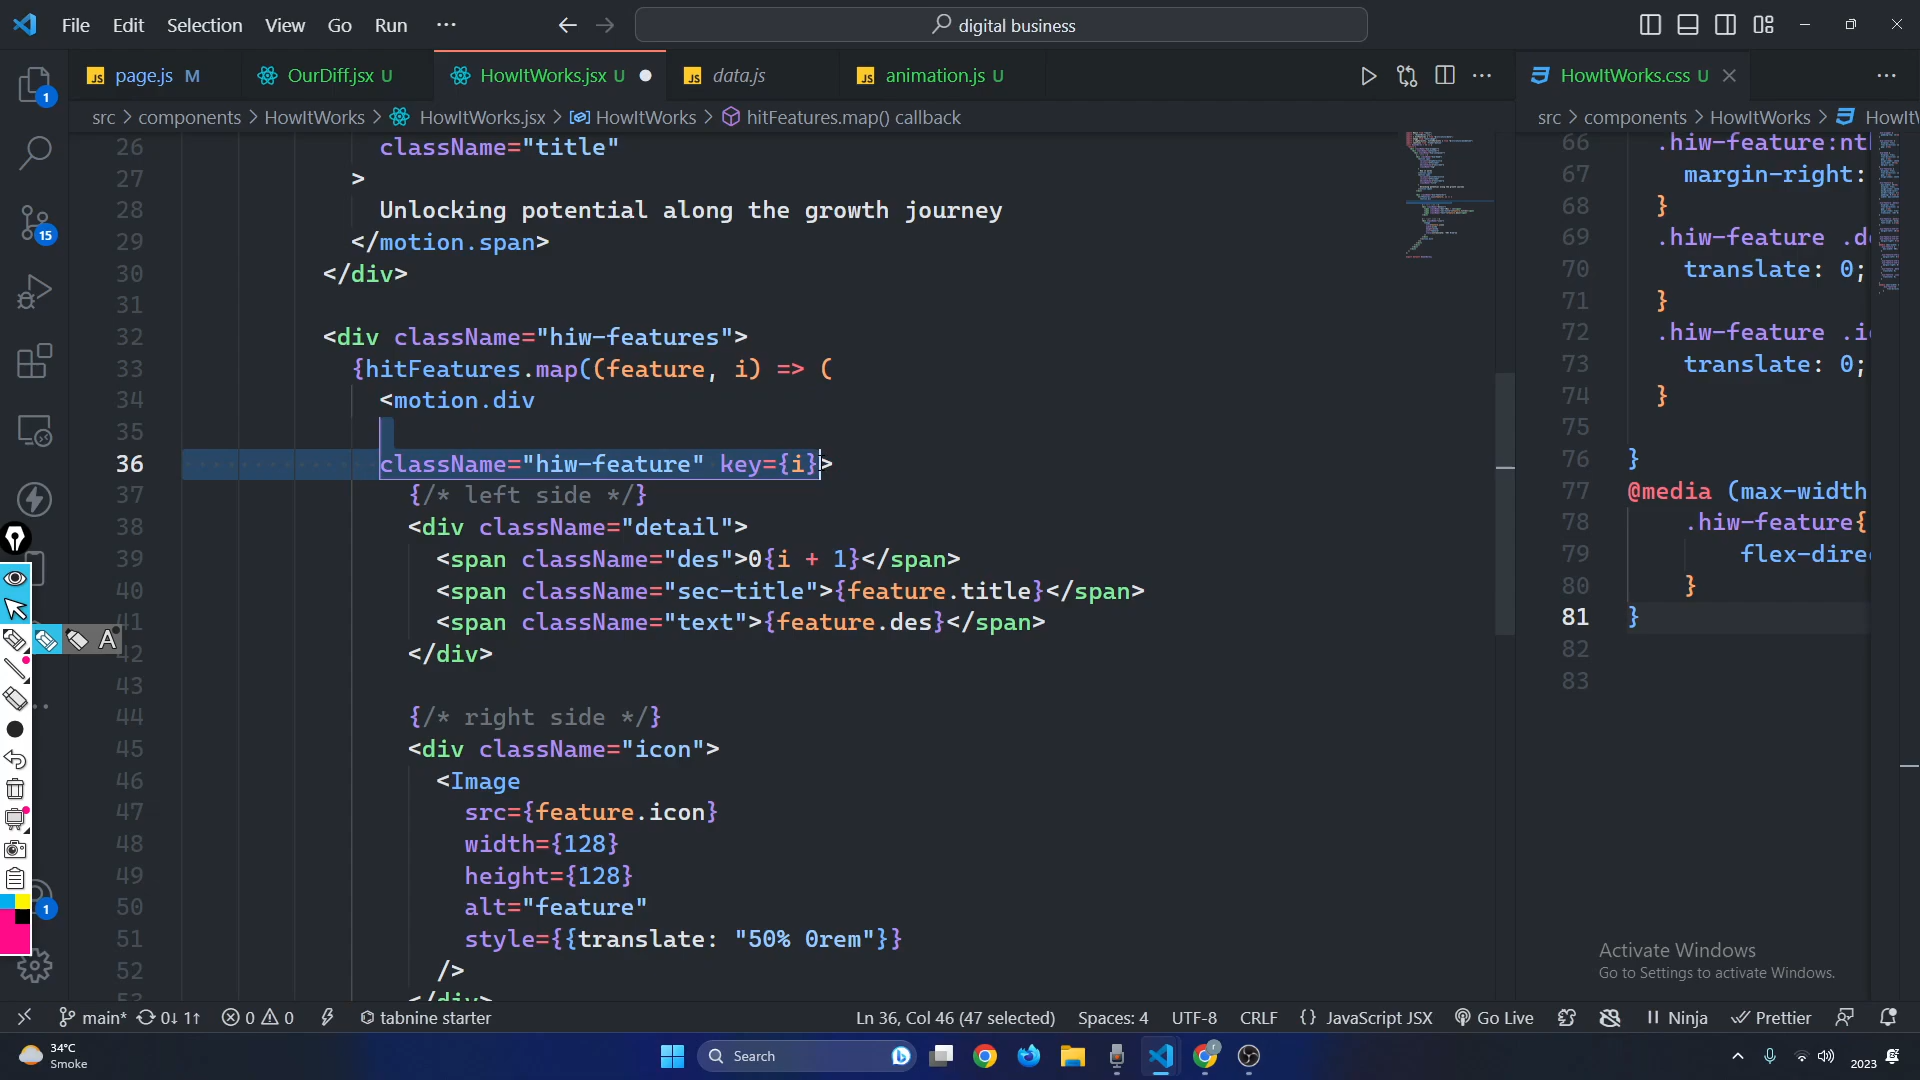 File Edit Selection View Go Run ··· digital business
page.js M OurDiff.jsx U HowItWorks.jsx U data.js animation.js U HowItWorks.css U
src > components > HowItWorks > HowItWorks.jsx > HowItWorks > hitFeatures.map() callback
src > components > HowItWorks >
26 className="title"
27 >
28 Unlocking potential along the growth journey
29 </motion.span>
30 </div>
31
32 <div className="hiw-features">
33 {hitFeatures.map((feature, i) => (
34 <motion.div
35
36 className="hiw-feature" key={i}>
37 {/* left side */}
38 <div className="detail">
39 <span className="des">0{i + 1}</span>
40 <span className="sec-title">{feature.title}</span>
41 <span className="text">{feature.des}</span>
42 </div>
43
44 {/* right side */}
45 <div className="icon">
46 <Image
47 src={feature.icon}
48 width={128}
49 height={128}
50 alt="feature"
51 style={{translate: "50% 0rem"}}
52 />
</div>
66
67 margin-right:
68 }
69 .hiw-feature
70 translate: 0;
71 }
72 .hiw-feature
73 translate: 0;
74 }
75
76 }
77 @media (max-width
78 .hiw-feature{
79
80 }
81 }
82
83
1
15
1
A
Activate Windows
Go to Settings to activate Windows.
main* 0↓ 1↑ 0 0 tabnine starter Ln 36, Col 46 (47 selected) Spaces: 4 UTF-8 CRLF {} JavaScript JSX Go Live Ninja Prettier
34°C
Smoke
Search
2023